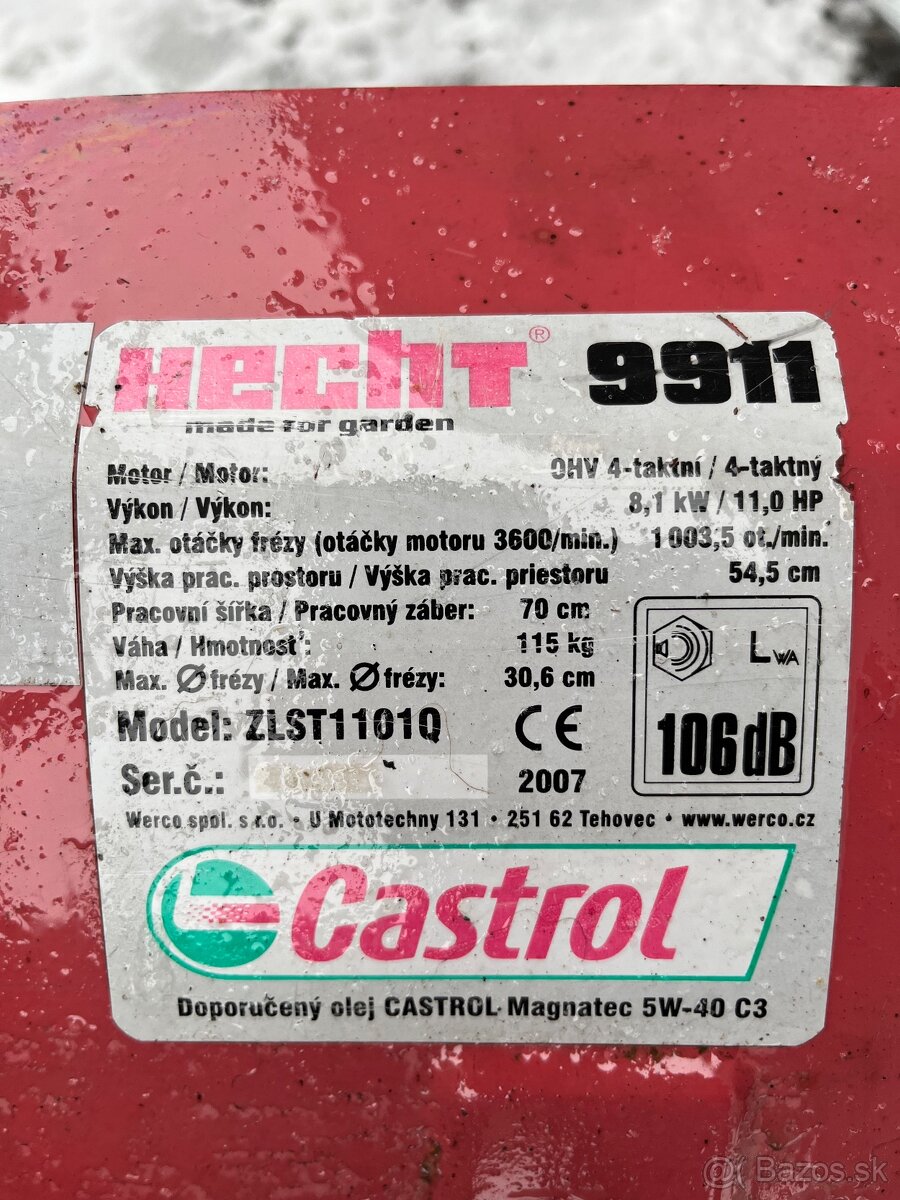 HECHT® 9911
made for garden
Motor / Motor: OHV 4-taktní / 4-taktný
Výkon / Výkon: 8,1 kW / 11,0 HP
Max. otáčky frézy (otáčky motoru 3600/min.) 1 003,5 ot./min.
Výška prac. prostoru / Výška prac. priestoru 54,5 cm
Pracovní šířka / Pracovný záber: 70 cm
Váha / Hmotnosť: 115 kg
Max. Ø frézy / Max. Ø frézy: 30,6 cm
LWA
Model: ZLST1101Q CE
106dB
Ser.č.: 2007
Werco spol. s r.o. • U Mototechny 131 • 251 62 Tehovec • www.werco.cz
Castrol
Doporučený olej CASTROL Magnatec 5W-40 C3
Bazos.sk